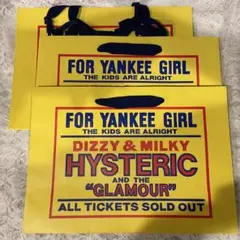 FOR YANKEE GIRL
THE KIDS ARE ALRIGHT
FOR YANKEE GIRL
THE KIDS ARE ALRIGHT
DIZZY & MILKY
HYSTERIC
AND THE
"GLAMOUR"
ALL TICKETS SOLD OUT